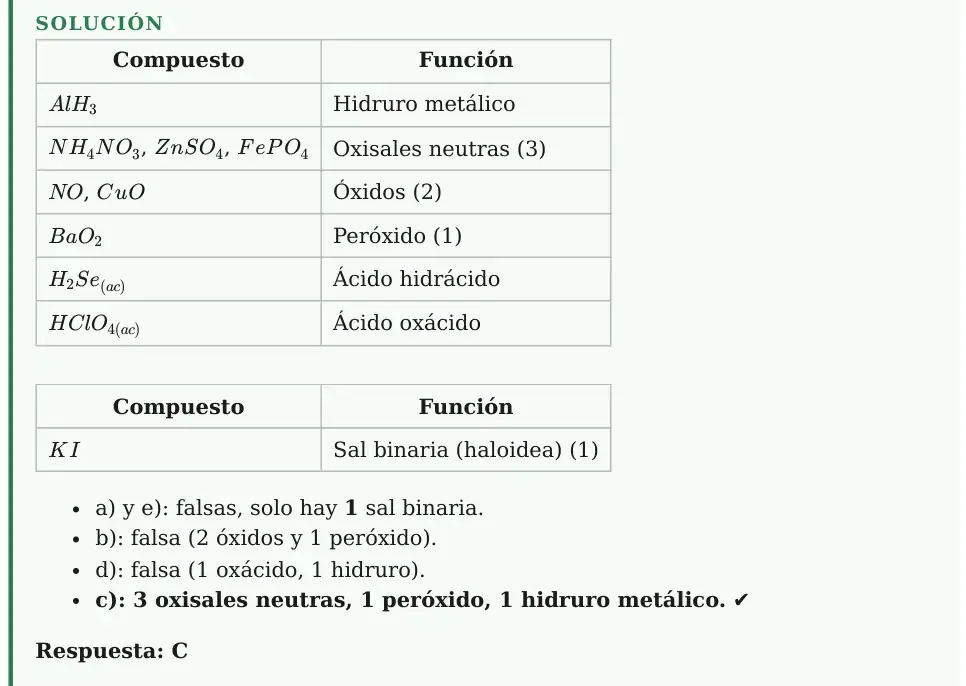 SOLUCIÓN
Compuesto Función
AlH₃ Hidruro metálico
NH₄NO₃, ZnSO₄, FePO₄ Oxisales neutras (3)
NO, CuO Óxidos (2)
BaO₂ Peróxido (1)
H₂Se₍ac₎ Ácido hidrácido
HClO₄₍ac₎ Ácido oxácido
Compuesto Función
KI Sal binaria (haloidea) (1)
• a) y e): falsas, solo hay 1 sal binaria.
• b): falsa (2 óxidos y 1 peróxido).
• d): falsa (1 oxácido, 1 hidruro).
• c): 3 oxisales neutras, 1 peróxido, 1 hidruro metálico. ✔
Respuesta: C